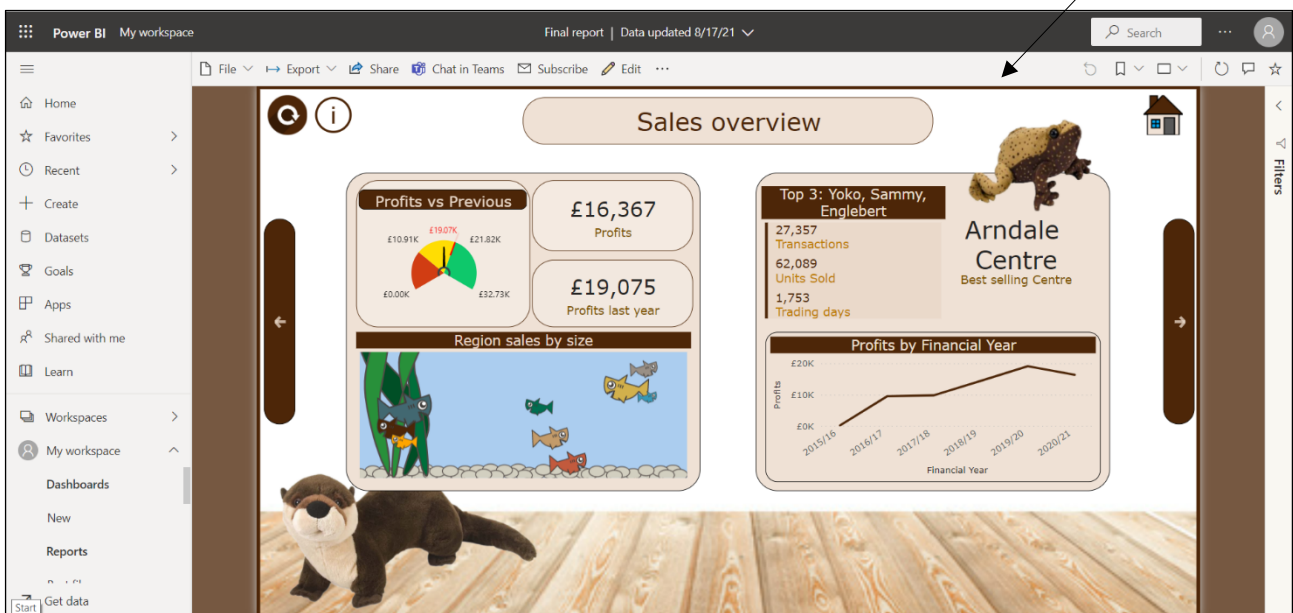 Power BI My workspace
Final report | Data updated 8/17/21
Search
File Export Share Chat in Teams Subscribe Edit
Home
Favorites
Recent
Create
Datasets
Goals
Apps
Shared with me
Learn
Workspaces
My workspace
Dashboards
New
Reports
Get data
Start
i
Sales overview
Profits vs Previous
£10.91K
£19.07K
£21.82K
£0.00K
£32.73K
£16,367
Profits
£19,075
Profits last year
Region sales by size
Top 3: Yoko, Sammy,
Englebert
27,357
Transactions
62,089
Units Sold
1,753
Trading days
Arndale
Centre
Best selling Centre
Profits by Financial Year
£20K
£10K
£0K
Profits
2015/16
2016/17
2017/18
2018/19
2019/20
2020/21
Financial Year
Filters